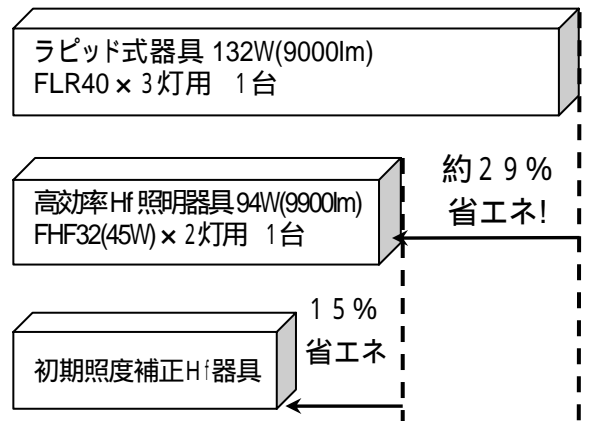 ラピッド式器具 132W(9000lm)
FLR40×3灯用 1台
約29%
省エネ!
高効率Hf照明器具94W(9900lm)
FHF32(45W)×2灯用 1台
15%
省エネ
初期照度補正Hf器具